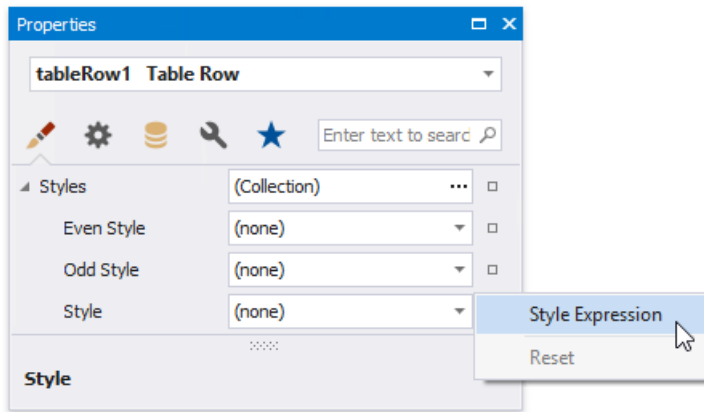 Properties
tableRow1 Table Row
Enter text to searc
Styles (Collection) ...
Even Style (none)
Odd Style (none)
Style (none)
Style Expression
Reset
Style